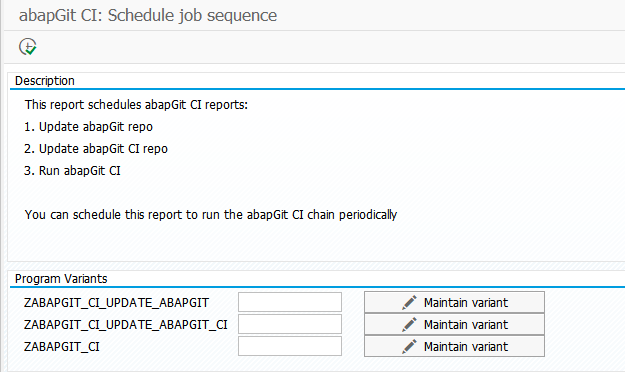 abapGit CI: Schedule job sequence
Description
This report schedules abapGit CI reports:
1. Update abapGit repo
2. Update abapGit CI repo
3. Run abapGit CI
You can schedule this report to run the abapGit CI chain periodically
Program Variants
ZABAPGIT_CI_UPDATE_ABAPGIT Maintain variant
ZABAPGIT_CI_UPDATE_ABAPGIT_CI Maintain variant
ZABAPGIT_CI Maintain variant